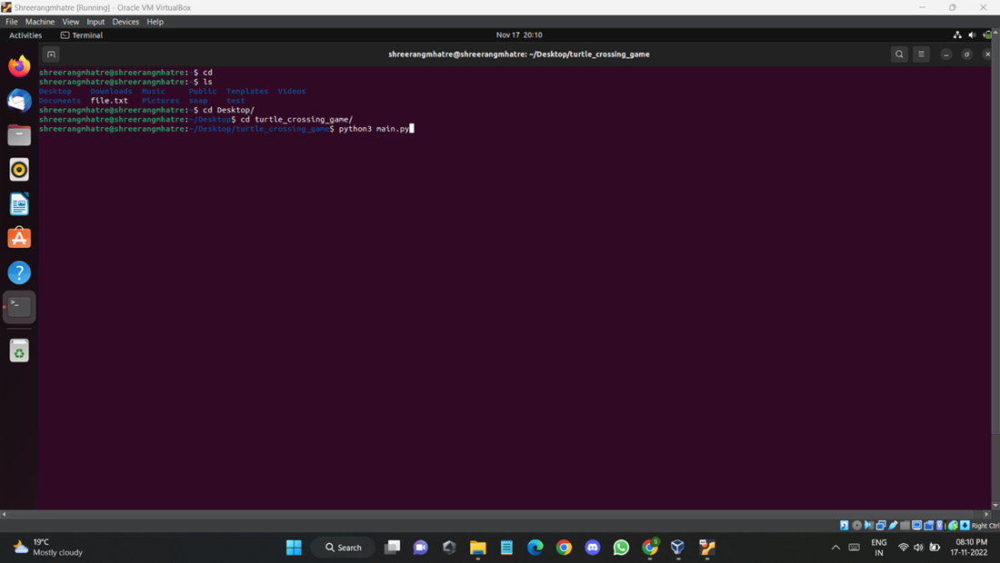 Shreerangmhatre [Running] - Oracle VM VirtualBox
File Machine View Input Devices Help
Activities Terminal Nov 17 20:10
shreerangmhatre@shreerangmhatre: ~/Desktop/turtle_crossing_game
shreerangmhatre@shreerangmhatre:~$ cd
shreerangmhatre@shreerangmhatre:~$ ls
Desktop Downloads Music Public Templates Videos
Documents file.txt Pictures snap test
shreerangmhatre@shreerangmhatre:~$ cd Desktop/
shreerangmhatre@shreerangmhatre:~/Desktop$ cd turtle_crossing_game/
shreerangmhatre@shreerangmhatre:~/Desktop/turtle_crossing_game$ python3 main.py
Right Ctrl
19°C
Mostly cloudy
Search
5
ENG
IN
08:10 PM
17-11-2022